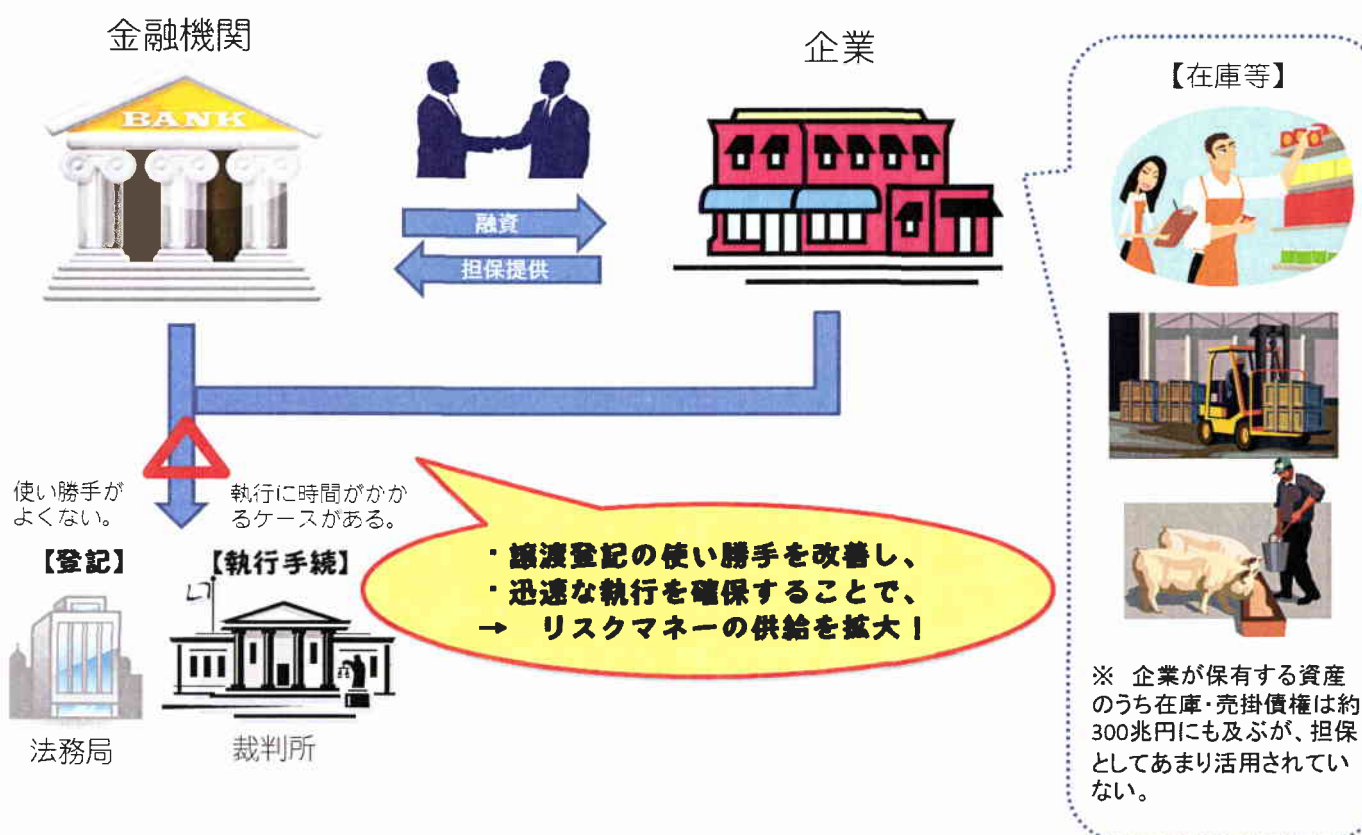 金融機関
BANK
企業
融資
担保提供
【在庫等】
使い勝手が
よくない。
執行に時間がかか
るケースがある。
【登記】
【執行手続】
法務局
裁判所
・譲渡登記の使い勝手を改善し、
・迅速な執行を確保することで、
→ リスクマネーの供給を拡大!
※ 企業が保有する資産
のうち在庫・売掛債権は約
300兆円にも及ぶが、担保
としてあまり活用されてい
ない。